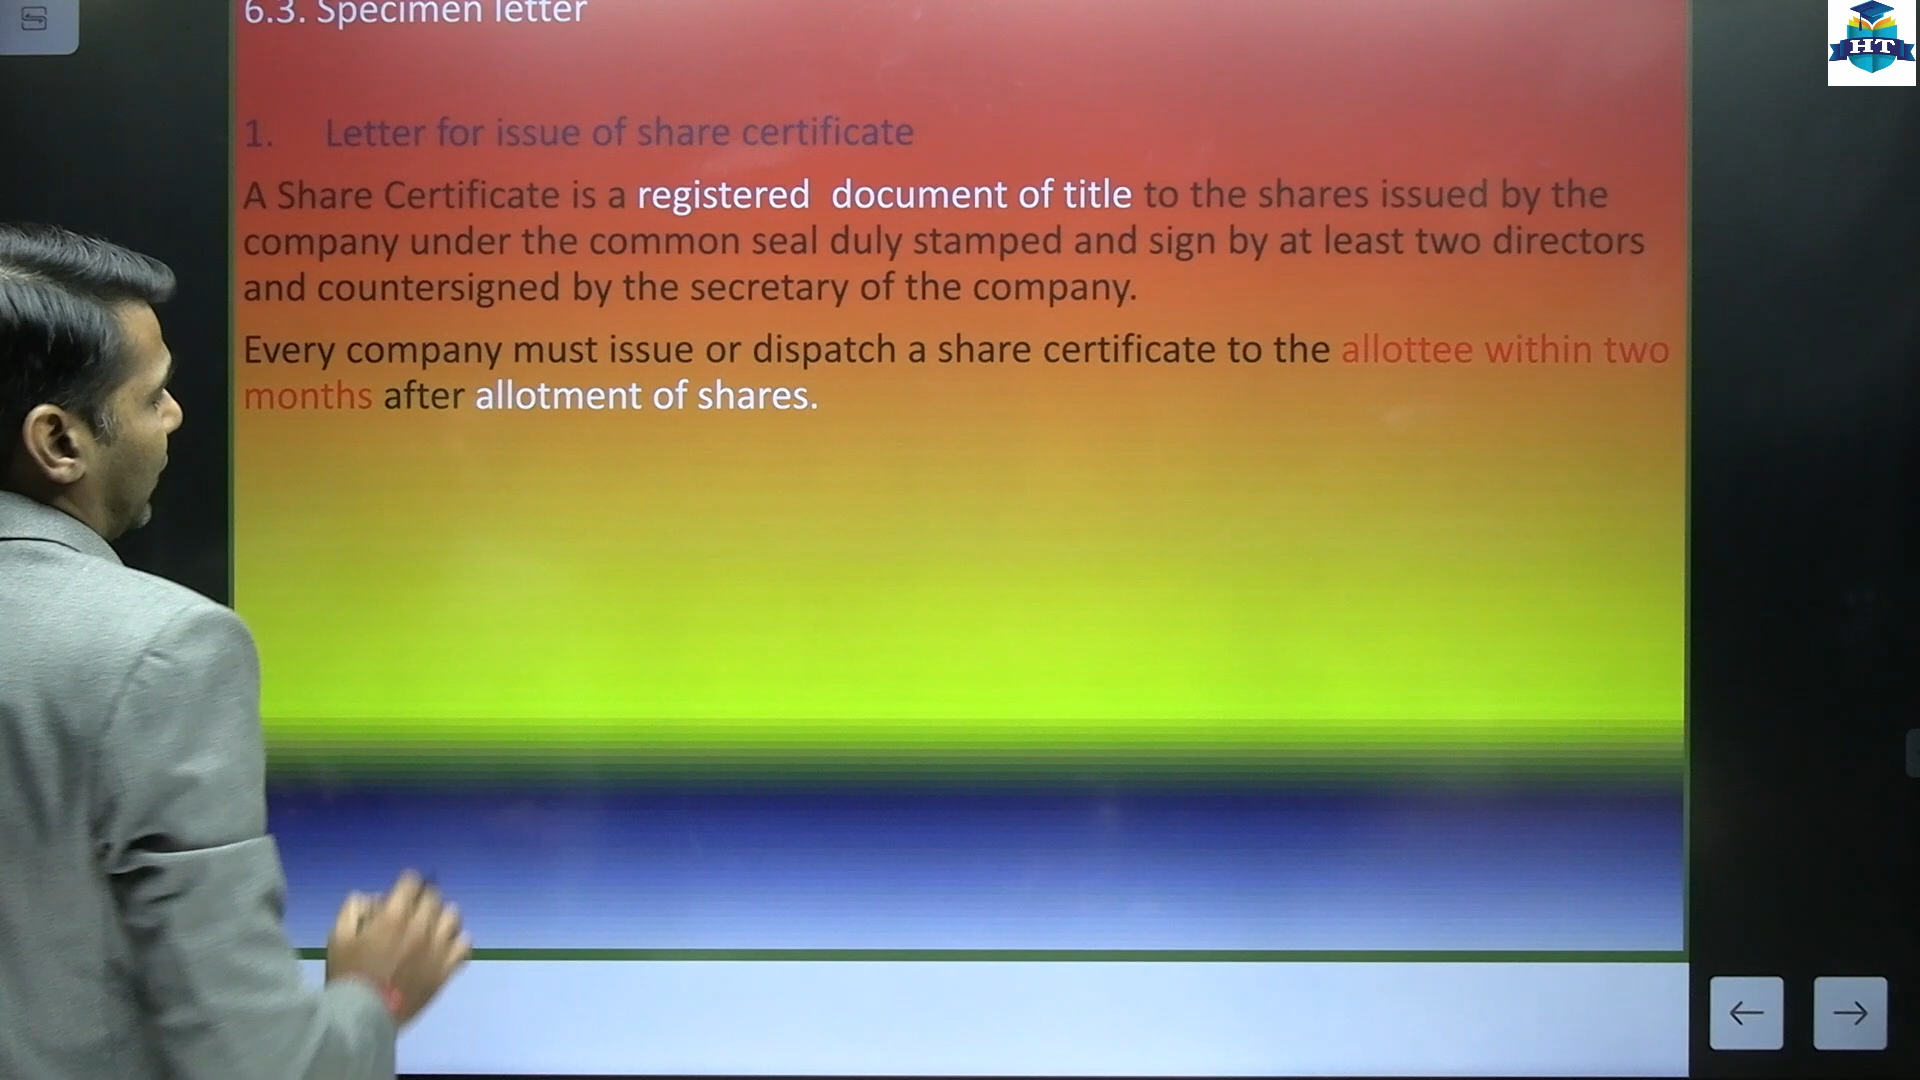 6.3. Specimen letter
HT
1. Letter for issue of share certificate
A Share Certificate is a registered document of title to the shares issued by the
company under the common seal duly stamped and sign by at least two directors
and countersigned by the secretary of the company.
Every company must issue or dispatch a share certificate to the allottee within two
months after allotment of shares.